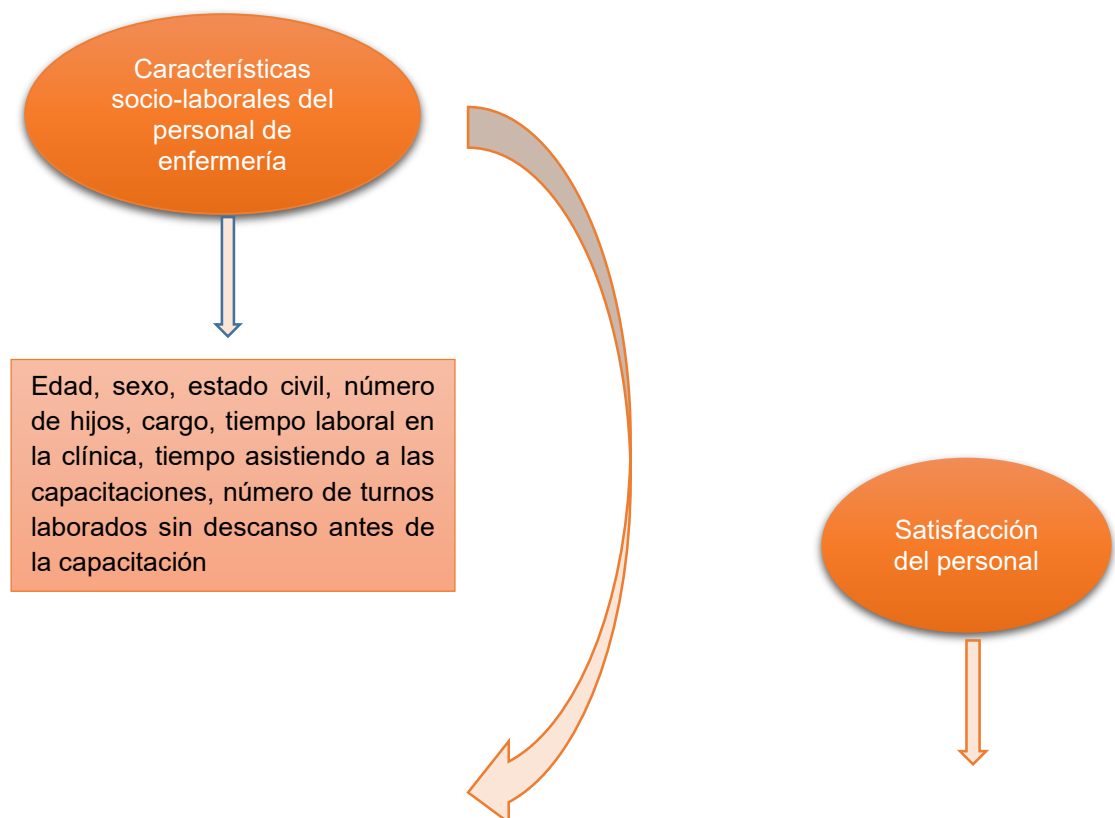 Características
socio-laborales del
personal de
enfermería
Edad, sexo, estado civil, número
de hijos, cargo, tiempo laboral en
la clínica, tiempo asistiendo a las
capacitaciones, número de turnos
laborados sin descanso antes de
la capacitación
Satisfacción
del personal